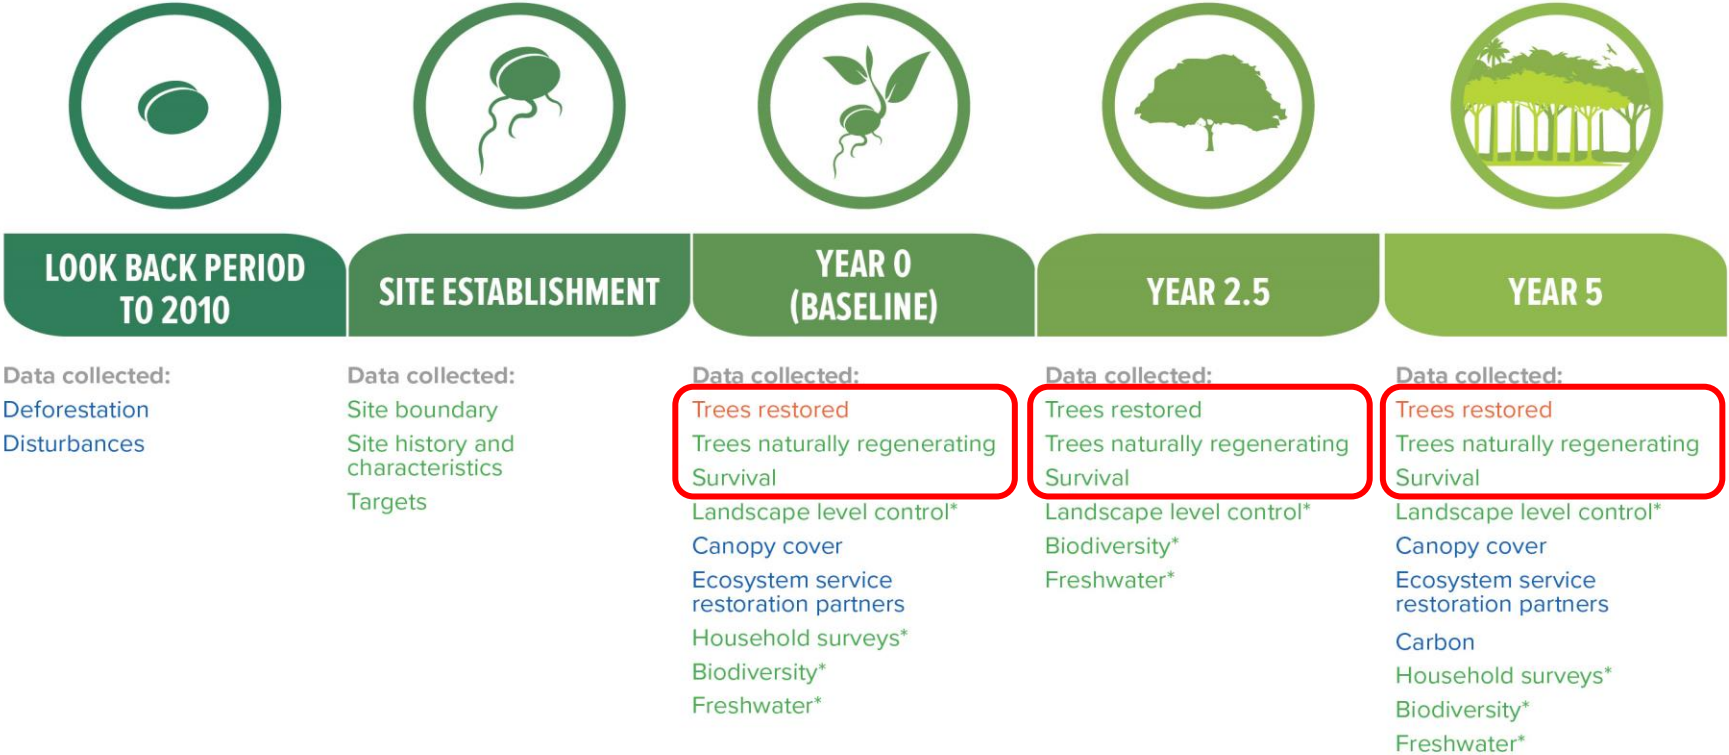 LOOK BACK PERIOD
TO 2010
Data collected:
Deforestation
Disturbances
SITE ESTABLISHMENT
Data collected:
Site boundary
Site history and
characteristics
Targets
YEAR 0
(BASELINE)
Data collected:
Trees restored
Trees naturally regenerating
Survival
Landscape level control*
Canopy cover
Ecosystem service
restoration partners
Household surveys*
Biodiversity*
Freshwater*
YEAR 2.5
Data collected:
Trees restored
Trees naturally regenerating
Survival
Landscape level control*
Biodiversity*
Freshwater*
YEAR 5
Data collected:
Trees restored
Trees naturally regenerating
Survival
Landscape level control*
Canopy cover
Ecosystem service
restoration partners
Carbon
Household surveys*
Biodiversity*
Freshwater*